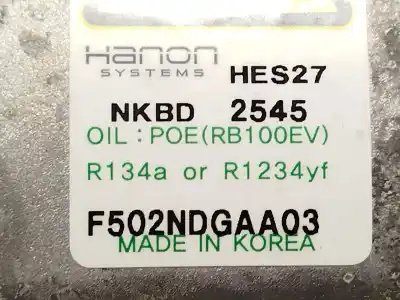 Hanon
SYSTEMS
HES27
NKBD 2545
OIL : POE(RB100EV)
R134a or R1234yf
F502NDGAA03
MADE IN KOREA